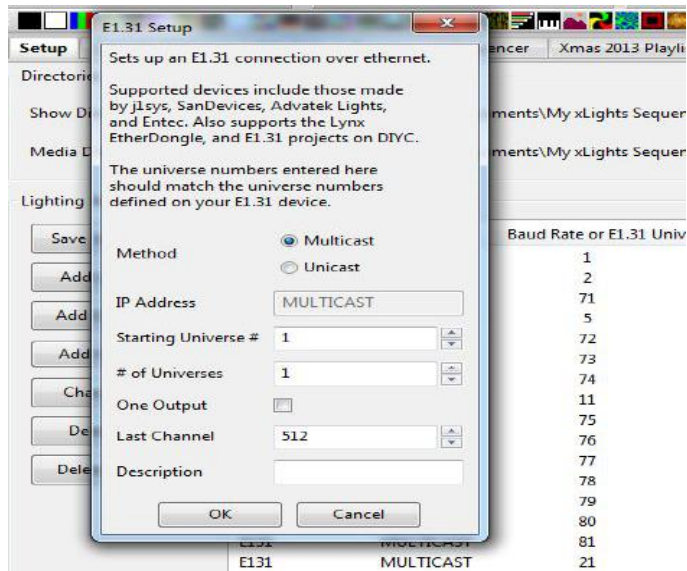 E1.31 Setup
Setup
encer
Xmas 2013 Playli
Sets up an E1.31 connection over ethernet.
Directorie
Supported devices include those made
by j1sys, SanDevices, Advatek Lights,
and Entec. Also supports the Lynx
EtherDongle, and E1.31 projects on DIYC.
Show Di
ments\My xLights Sequen
Media D
ments\My xLights Sequen
The universe numbers entered here
should match the universe numbers
defined on your E1.31 device.
Lighting
Save
Add
Add
Add
Cha
De
Dele
Method
Multicast
Unicast
IP Address
MULTICAST
Starting Universe #
1
# of Universes
1
One Output
Last Channel
512
Description
OK
Cancel
Baud Rate or E1.31 Univ
1
2
71
5
72
73
74
11
75
76
77
78
79
80
E131 MULTICAST 81
E131 MULTICAST 21